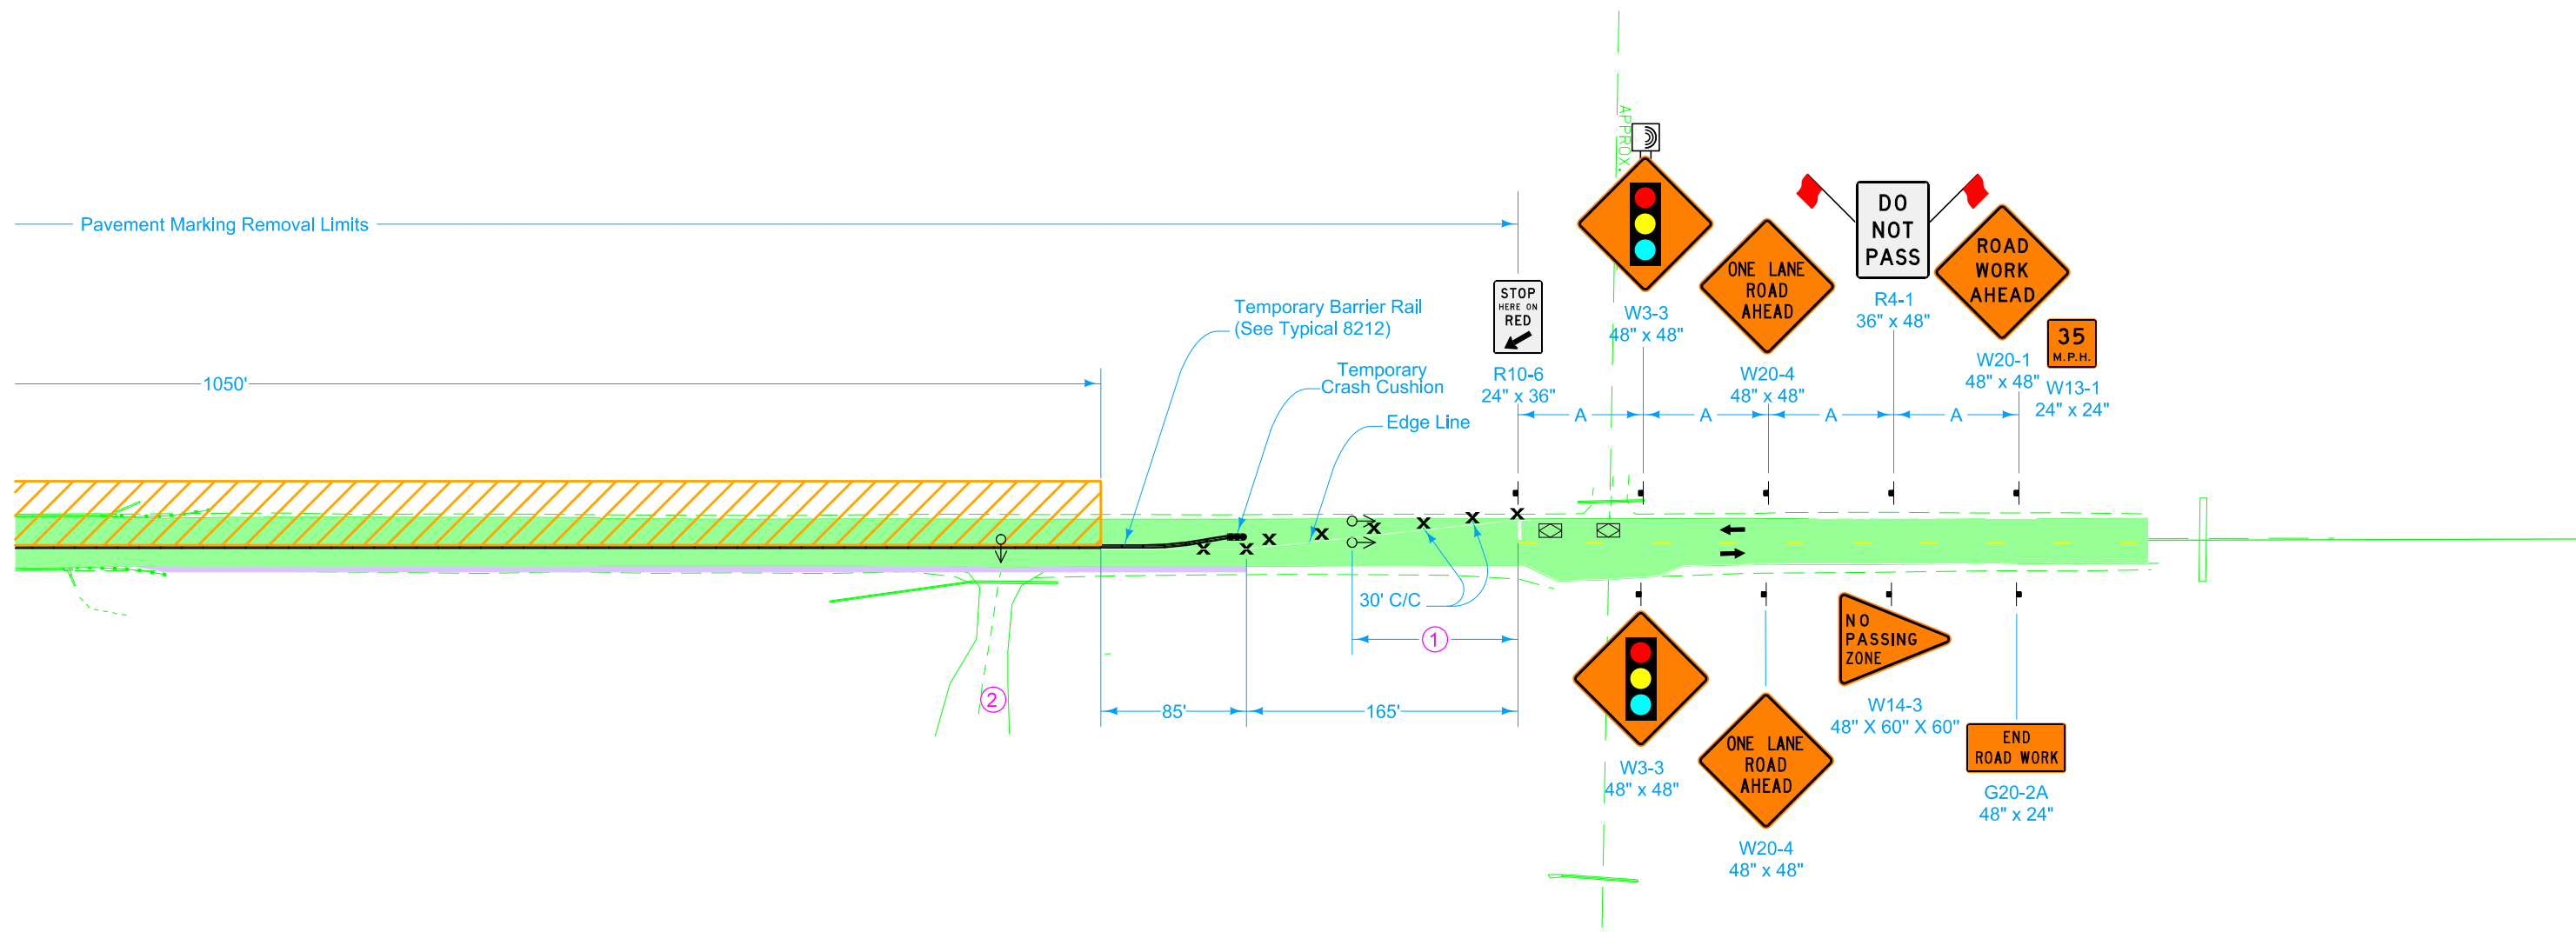 APPROX.
Pavement Marking Removal Limits
1050'
Temporary Barrier Rail
(See Typical 8212)
Temporary
Crash Cushion
Edge Line
STOP
HERE ON
RED
R10-6
24" x 36"
W3-3
48" x 48"
ONE LANE
ROAD
AHEAD
W20-4
48" x 48"
DO
NOT
PASS
R4-1
36" x 48"
ROAD
WORK
AHEAD
W20-1
48" x 48"
35
M.P.H.
W13-1
24" x 24"
A
A
A
A
30' C/C
1
2
85'
165'
W3-3
48" x 48"
ONE LANE
ROAD
AHEAD
W20-4
48" x 48"
NO
PASSING
ZONE
W14-3
48" X 60" X 60"
END
ROAD WORK
G20-2A
48" x 24"